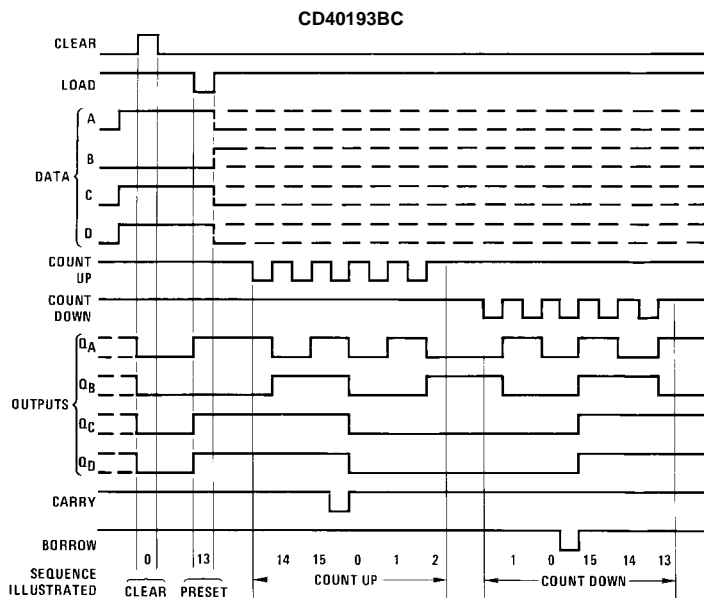 CD40193BC
CLEAR
LOAD
A
B
DATA
C
D
COUNT
UP
COUNT
DOWN
QA
QB
OUTPUTS
QC
QD
CARRY
BORROW
0 13 14 15 0 1 2 1 0 15 14 13
SEQUENCE
ILLUSTRATED
CLEAR PRESET COUNT UP COUNT DOWN